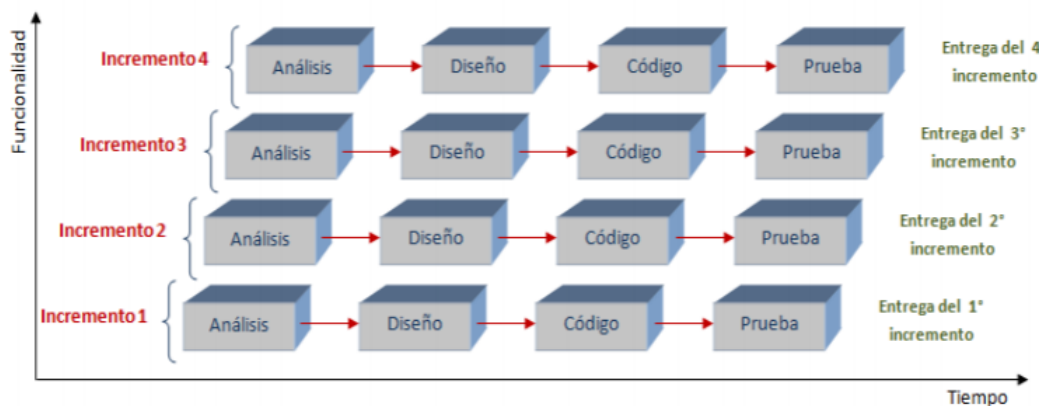 Funcionalidad
Incremento 4
Análisis
Diseño
Código
Prueba
Entrega del 4
incremento
Incremento 3
Análisis
Diseño
Código
Prueba
Entrega del 3°
incremento
Incremento 2
Análisis
Diseño
Código
Prueba
Entrega del 2°
incremento
Incremento 1
Análisis
Diseño
Código
Prueba
Entrega del 1°
incremento
Tiempo